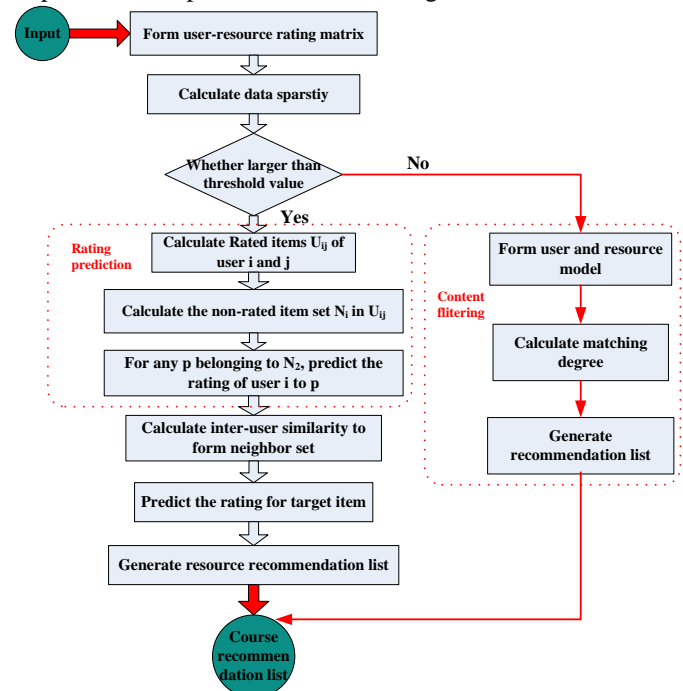 Input
Form user-resource rating matrix
Calculate data sparstiy
Whether larger than
threshold value
No
Yes
Rating
prediction
Calculate Rated items Uij of
user i and j
Calculate the non-rated item set Ni in Uij
For any p belonging to N2, predict the
rating of user i to p
Calculate inter-user similarity to
form neighbor set
Predict the rating for target item
Generate resource recommendation list
Course
recommen
dation list
Form user and resource
model
Content
flitering
Calculate matching
degree
Generate
recommendation list